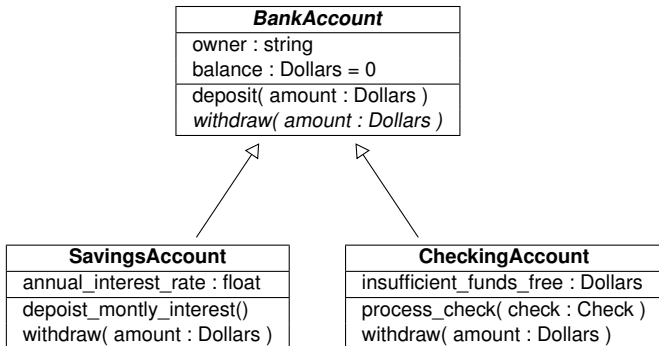 BankAccount
owner : string
balance : Dollars = 0
deposit( amount : Dollars )
withdraw( amount : Dollars )
SavingsAccount
annual_interest_rate : float
depoist_montly_interest()
withdraw( amount : Dollars )
CheckingAccount
insufficient_funds_free : Dollars
process_check( check : Check )
withdraw( amount : Dollars )